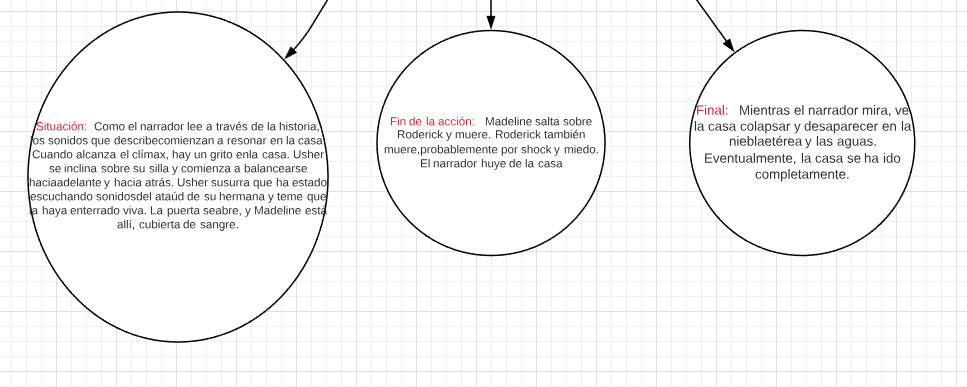 Situación: Como el narrador lee a través de la historia,
los sonidos que describecomienzan a resonar en la casa.
Cuando alcanza el clímax, hay un grito enla casa. Usher
se inclina sobre su silla y comienza a balancearse
haciaadelante y hacia atrás. Usher susurra que ha estado
escuchando sonidosdel ataúd de su hermana y teme que
la haya enterrado viva. La puerta seabre, y Madeline está
allí, cubierta de sangre.
Fin de la acción: Madeline salta sobre
Roderick y muere. Roderick también
muere,probablemente por shock y miedo.
El narrador huye de la casa
Final: Mientras el narrador mira, ve
la casa colapsar y desaparecer en la
nieblaetérea y las aguas.
Eventualmente, la casa se ha ido
completamente.